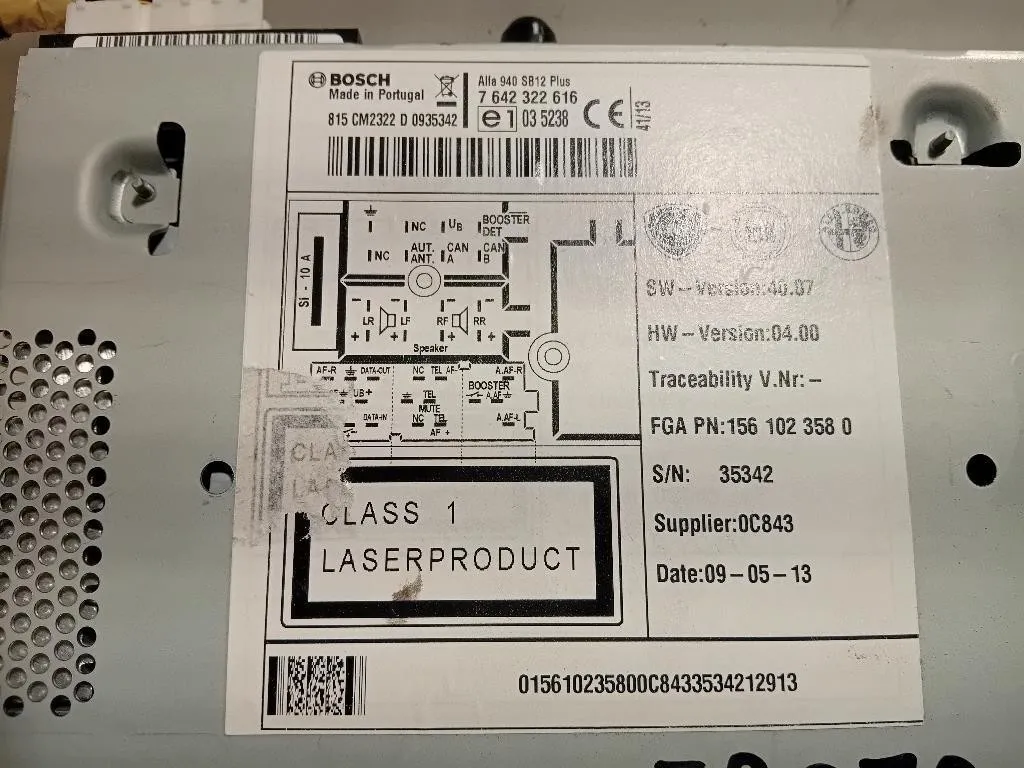 BOSCH
Made in Portugal
Alfa 940 SB12 Plus
7 642 322 616
815 CM2322 D 0935342
e1 03 5238
CE
41/13
NC UB BOOSTER DET
NC AUT. ANT. CAN A CAN B
Si - 10 A
LR LF RF RR
Speaker
AF-R DATA-OUT NC TEL AF- A.AF-R
UB+ TEL MUTE BOOSTER A.AF
DATA-IN NC TEL AF + A.AF-L
SW-Version:40.07
HW-Version:04.00
Traceability V.Nr: -
FGA PN:156 102 358 0
S/N: 35342
Supplier:0C843
Date:09-05-13
CLA
LAS
CLASS 1
LASERPRODUCT
015610235800C8433534212913